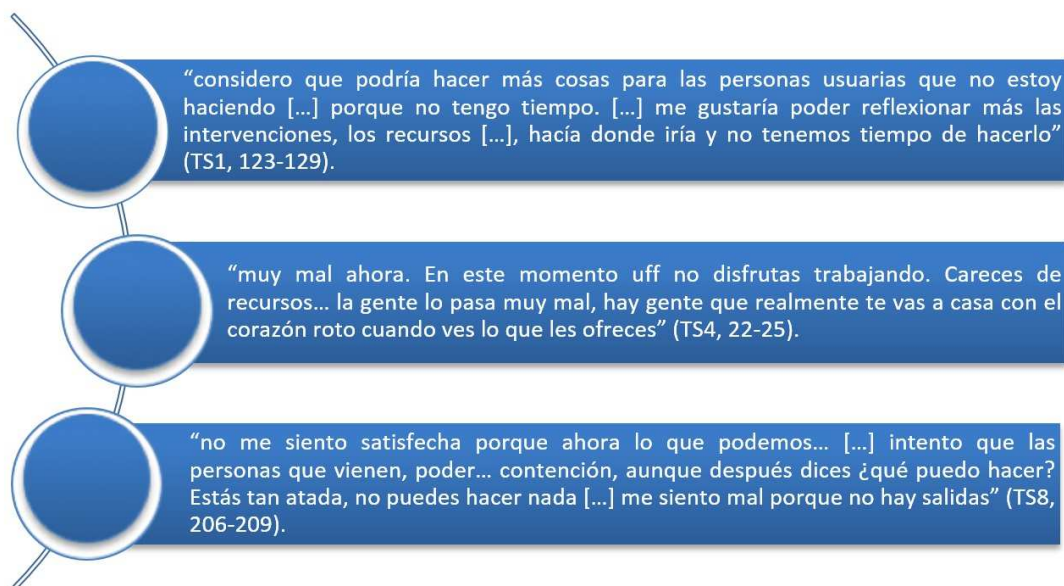 “considero que podría hacer más cosas para las personas usuarias que no estoy
haciendo [...] porque no tengo tiempo. [...] me gustaría poder reflexionar más las
intervenciones, los recursos [...], hacía donde iría y no tenemos tiempo de hacerlo”
(TS1, 123-129).
“muy mal ahora. En este momento uff no disfrutas trabajando. Careces de
recursos... la gente lo pasa muy mal, hay gente que realmente te vas a casa con el
corazón roto cuando ves lo que les ofreces” (TS4, 22-25).
“no me siento satisfecha porque ahora lo que podemos... [...] intento que las
personas que vienen, poder... contención, aunque después dices ¿qué puedo hacer?
Estás tan atada, no puedes hacer nada [...] me siento mal porque no hay salidas” (TS8,
206-209).